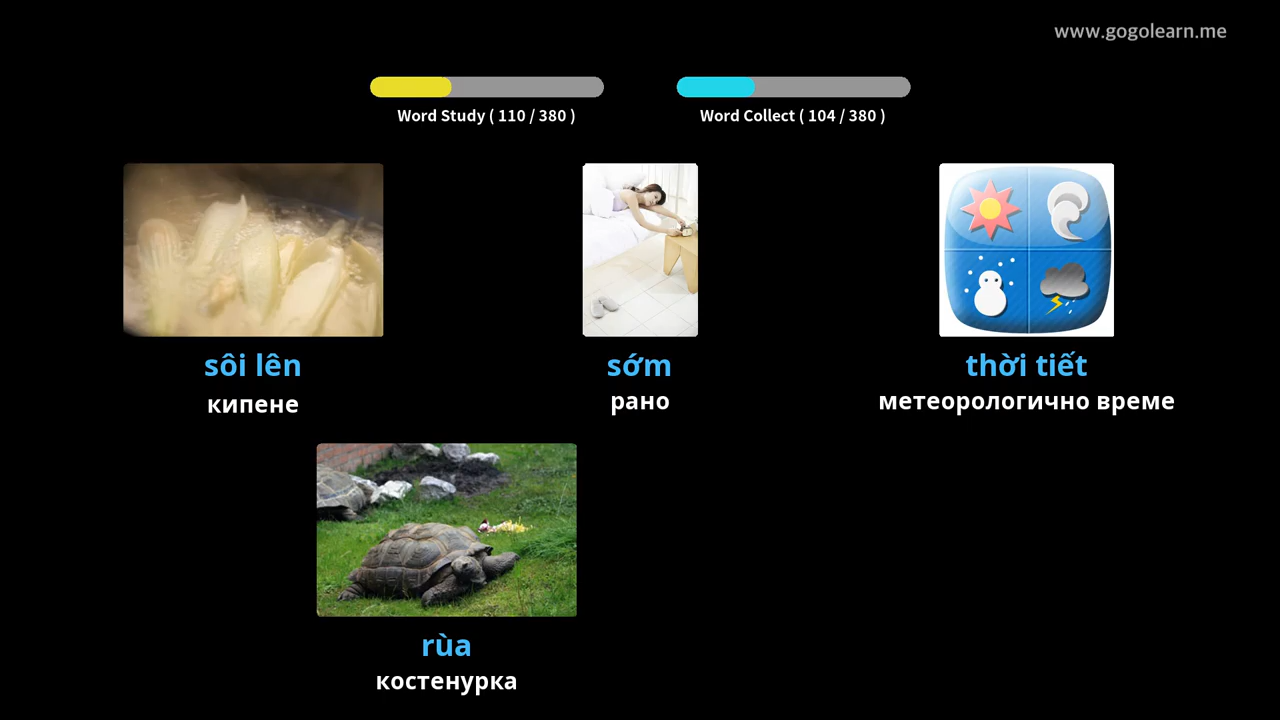 www.gogolearn.me
Word Study ( 110 / 380 )
Word Collect ( 104 / 380 )
sôi lên
кипене
sớm
рано
thời tiết
метеорологично време
rùa
костенурка